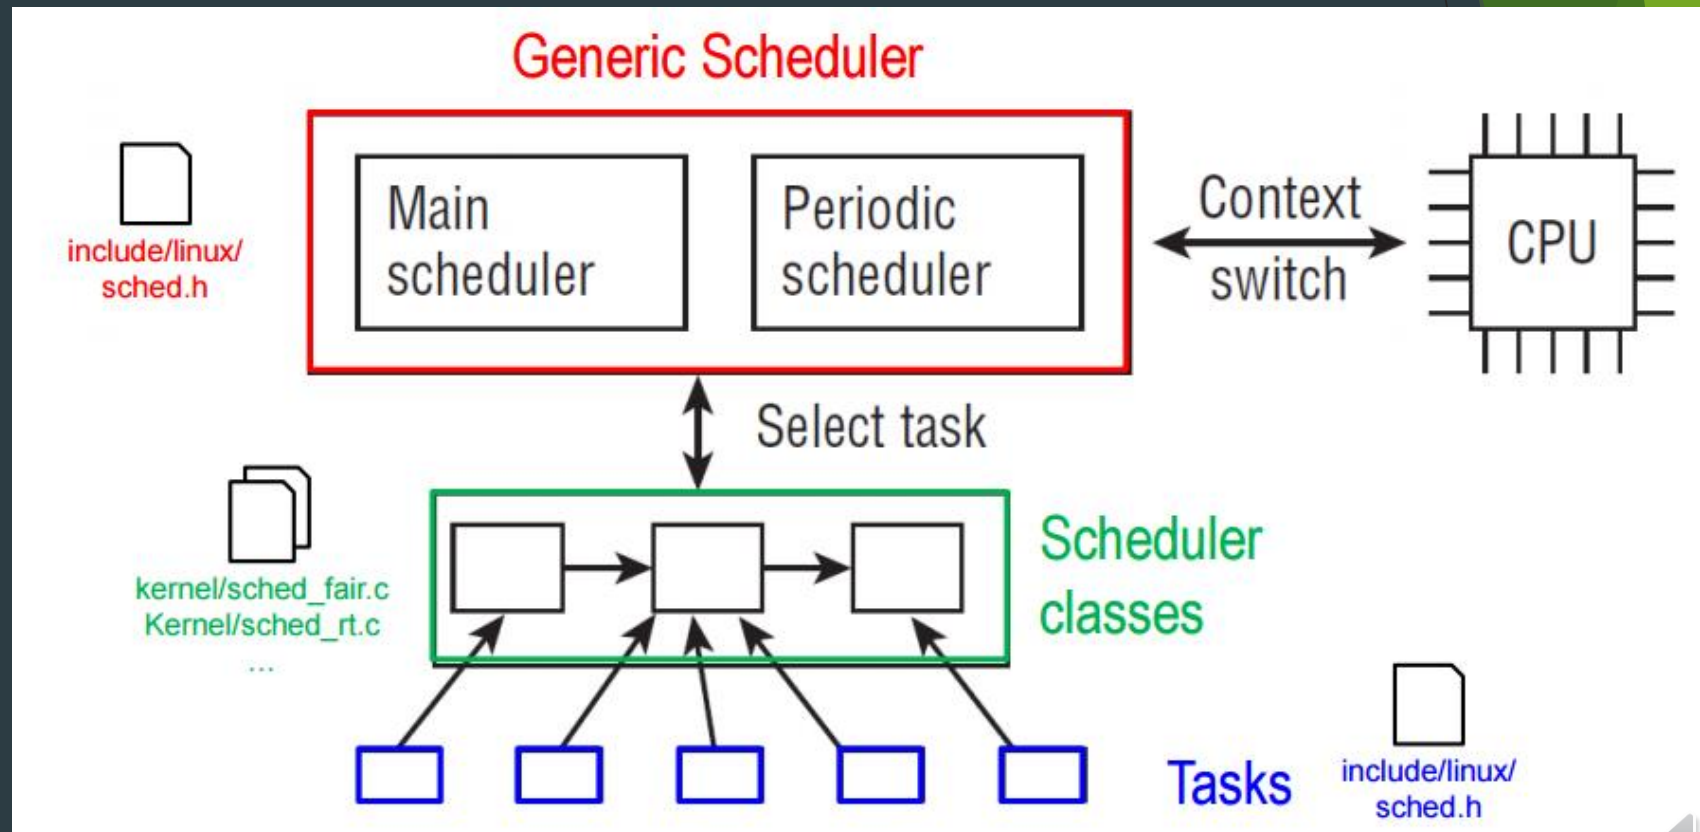 Generic Scheduler
include/linux/
sched.h
Main
scheduler
Periodic
scheduler
Context
switch
CPU
Select task
kernel/sched_fair.c
Kernel/sched_rt.c
...
Scheduler
classes
Tasks
include/linux/
sched.h